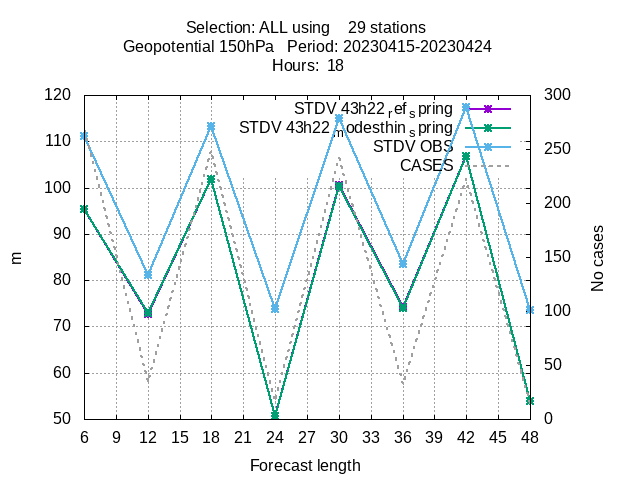 Selection: ALL using 29 stations
Geopotential 150hPa Period: 20230415-20230424
Hours: 18
STDV 43h22 ref spring
STDV 43h22 modesthin spring
STDV OBS
CASES
120
110
100
90
80
70
60
50
300
250
200
150
100
50
0
m
No cases
6 9 12 15 18 21 24 27 30 33 36 39 42 45 48
Forecast length